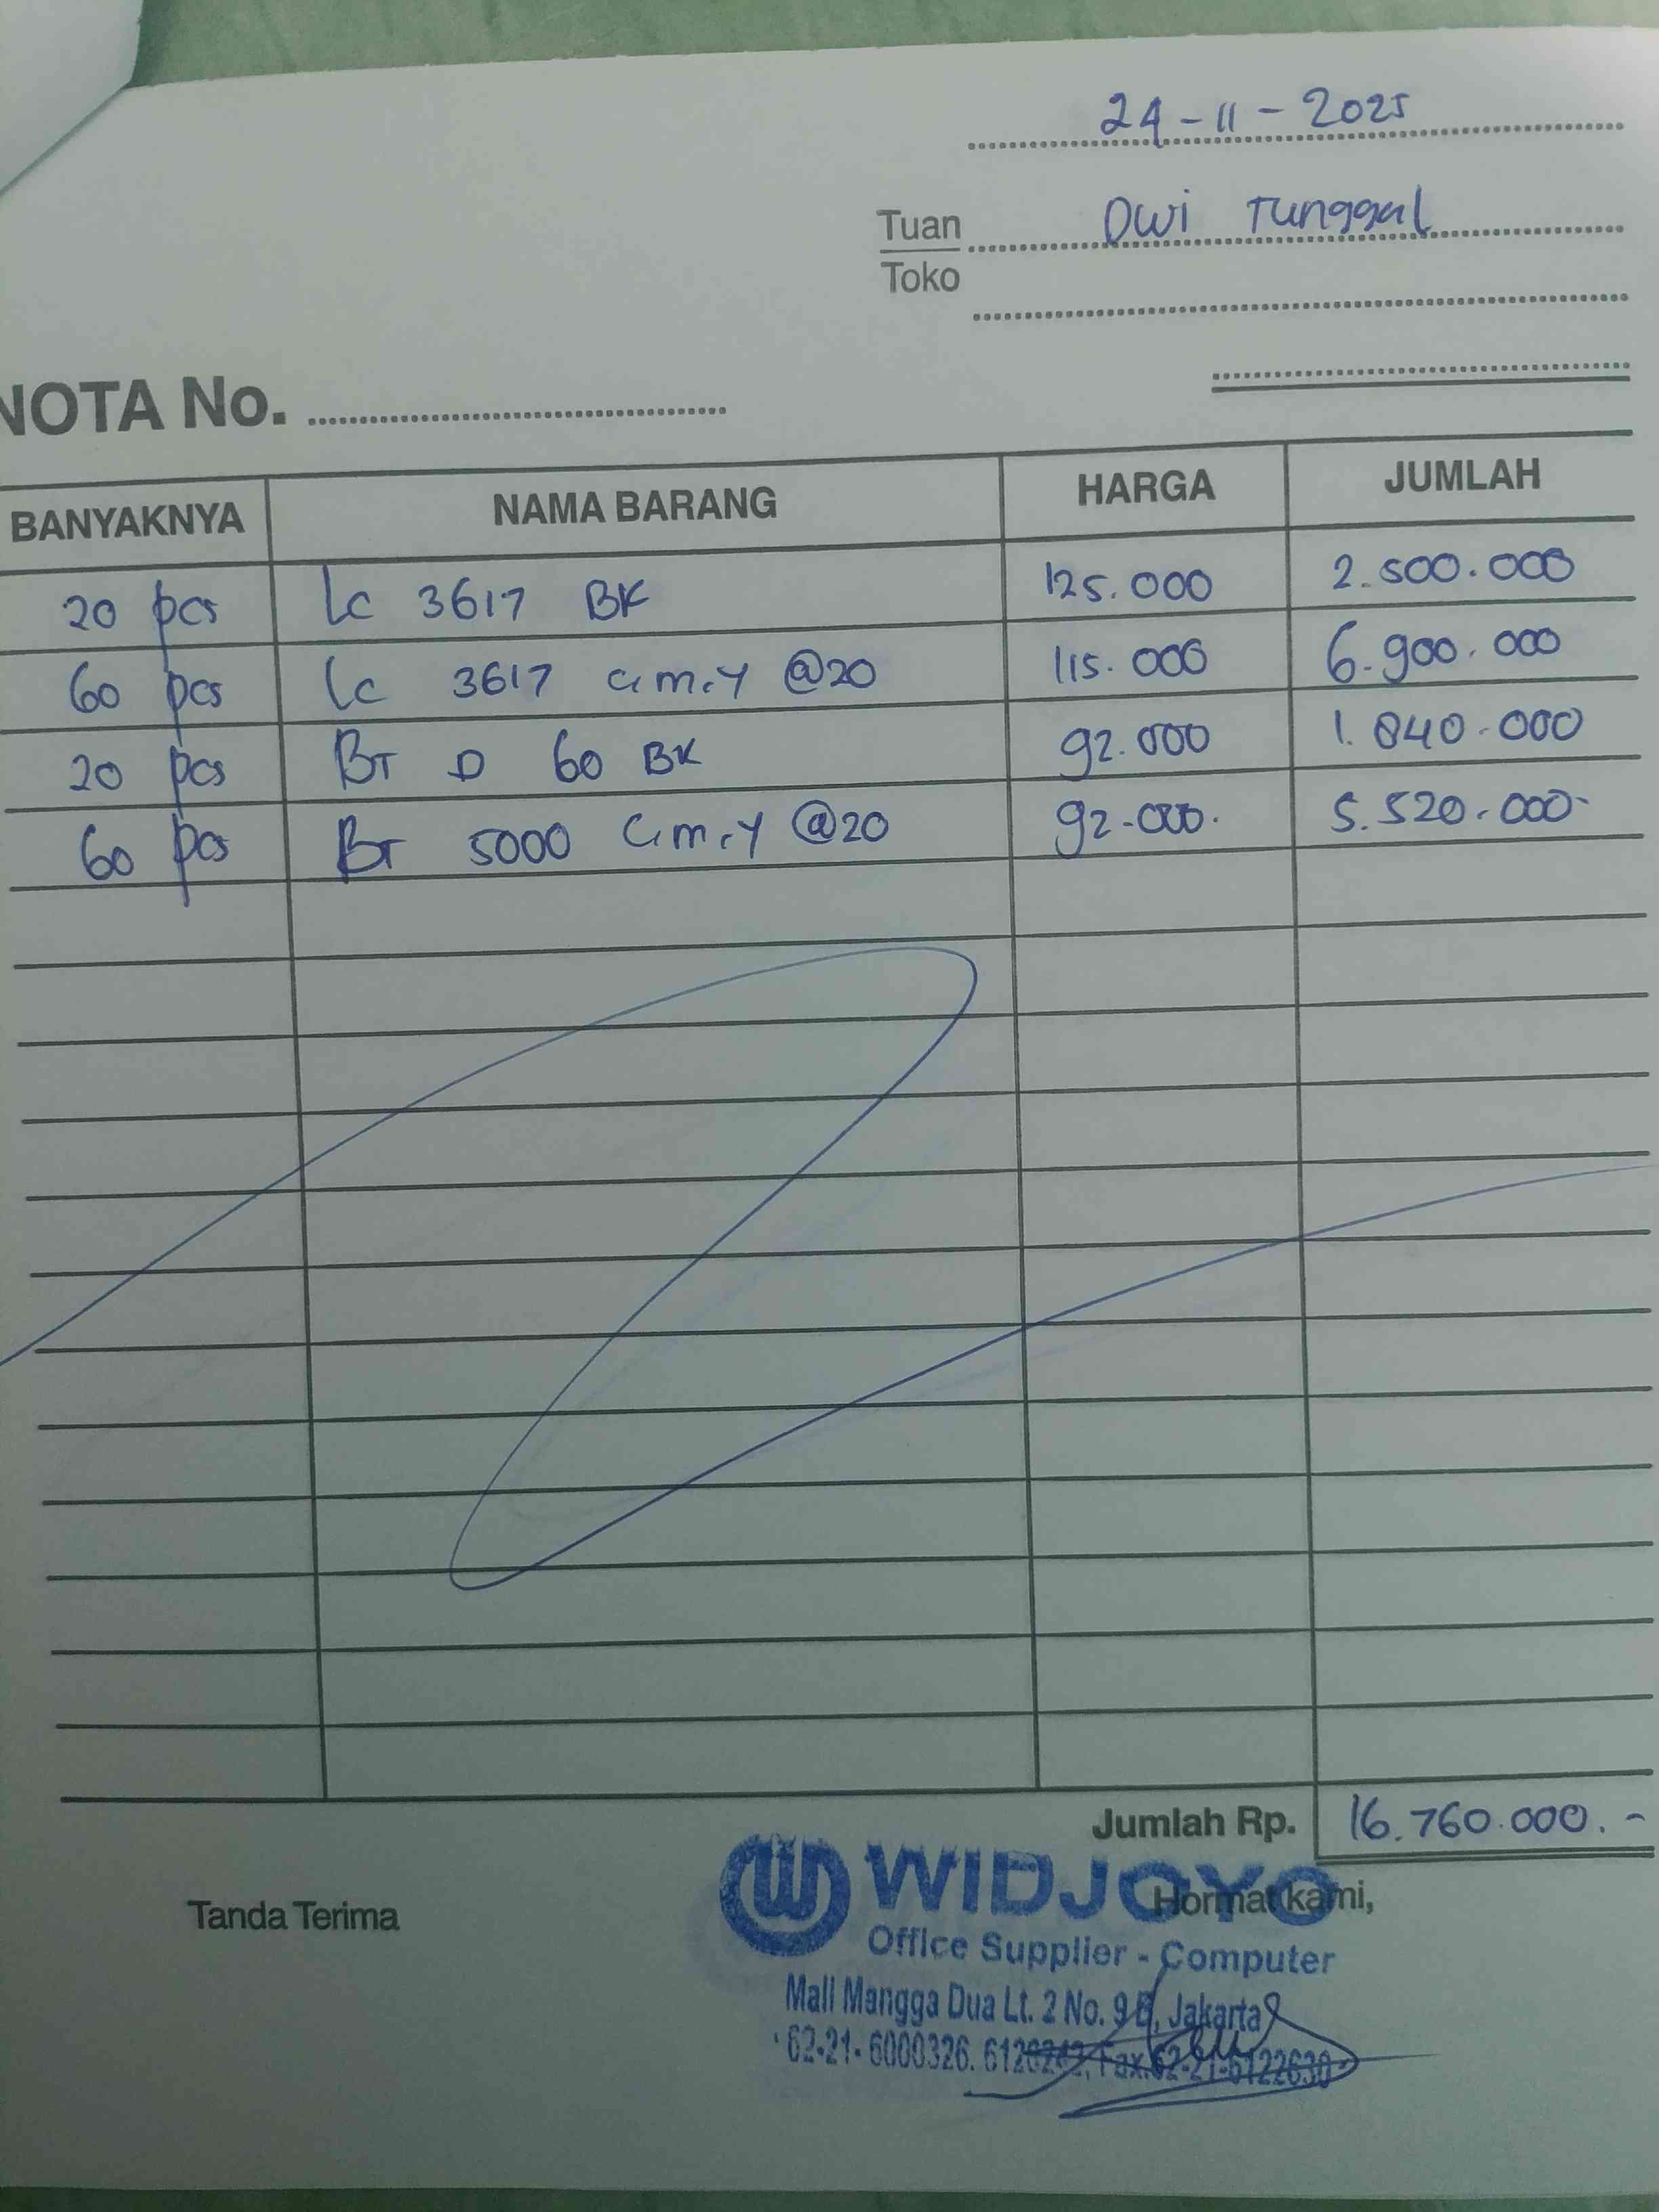 24-11-2025
Tuan Dwi Tunggal
Toko
NOTA No.
BANYAKNYA NAMA BARANG HARGA JUMLAH
20 pcs Lc 3617 BK 125.000 2.500.000
60 pcs Lc 3617 C.m.y @20 115.000 6.900.000
20 pcs BT D 60 BK 92.000 1.840.000
60 pcs BT 5000 C.m.y @20 92.000. 5.520.000-
Jumlah Rp. 16.760.000.-
Tanda Terima Hormat kami,
WIDJOYO
Office Supplier - Computer
Mall Mangga Dua Lt. 2 No. 9 B, Jakarta
62-21-6000326. Fax.62-21-6122630